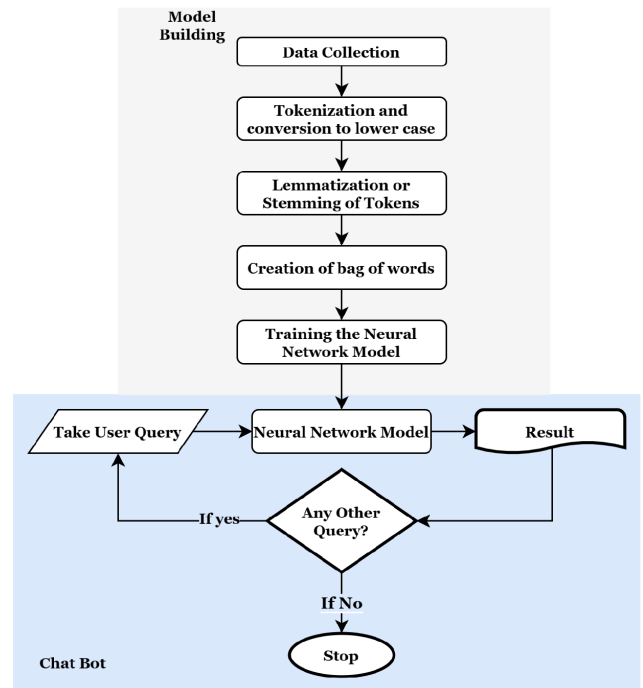 Model
Building
Data Collection
Tokenization and
conversion to lower case
Lemmatization or
Stemming of Tokens
Creation of bag of words
Training the Neural
Network Model
Take User Query
Neural Network Model
Result
Any Other
Query?
If yes
If No
Stop
Chat Bot